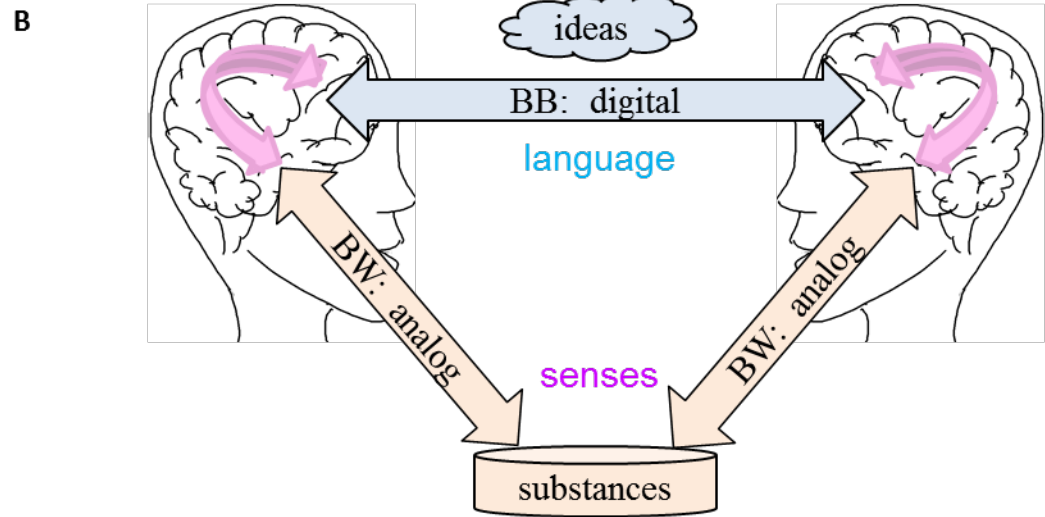 B
ideas
BB: digital
language
BW: analog
BW: analog
senses
substances